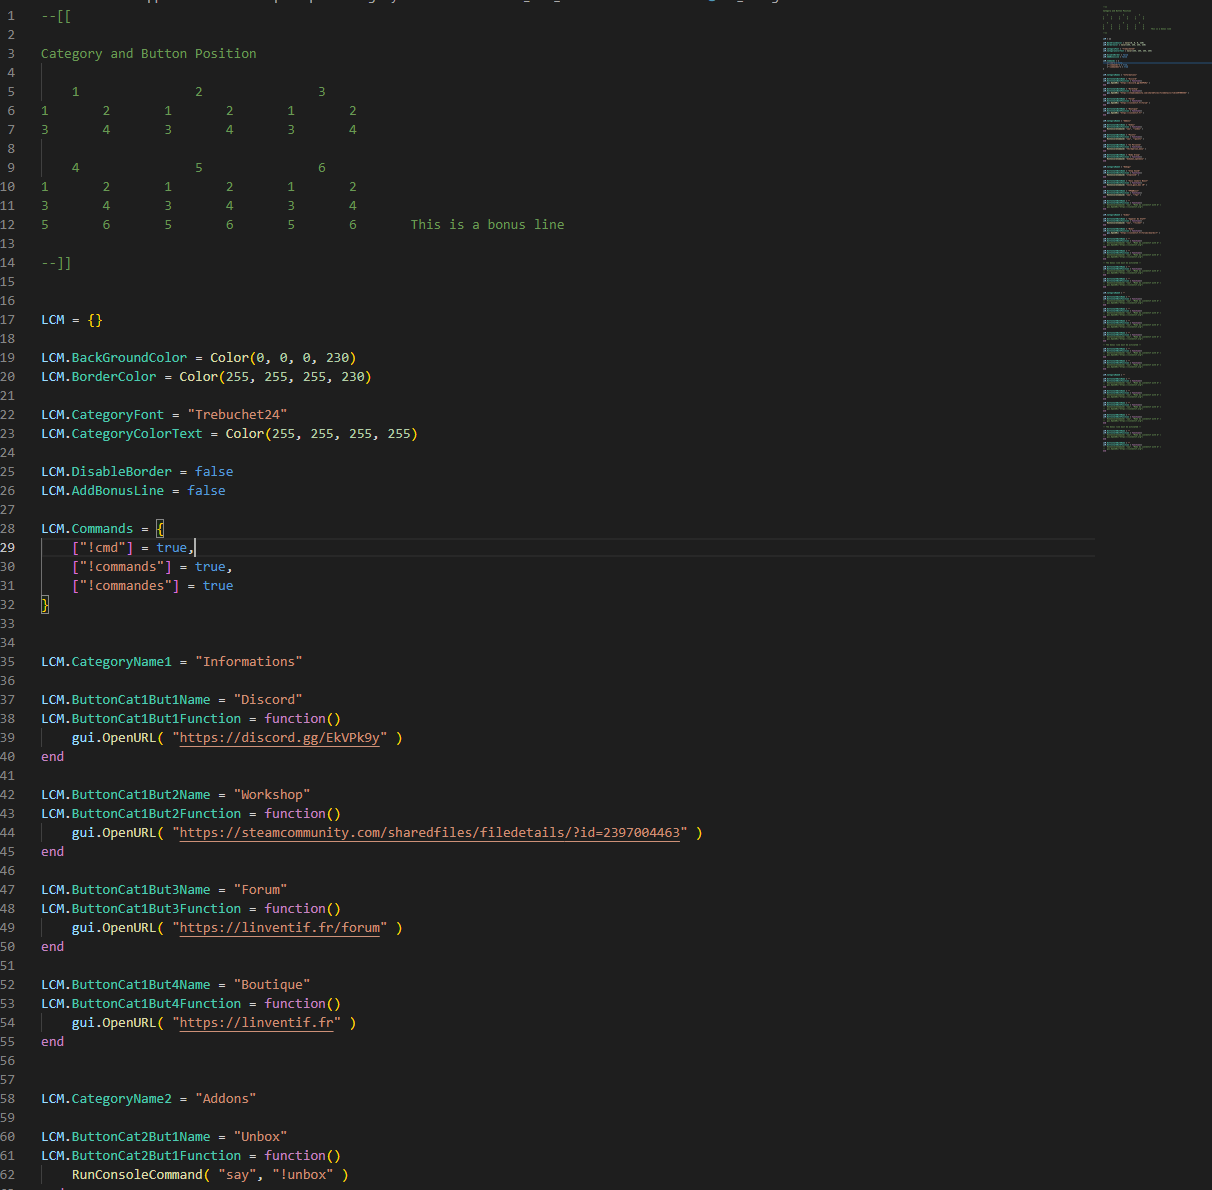 1 --[[
2
3 Category and Button Position
4
5 1 2 3
6 1 2 1 2 1 2
7 3 4 3 4 3 4
8
9 4 5 6
10 1 2 1 2 1 2
11 3 4 3 4 3 4
12 5 6 5 6 5 6 This is a bonus line
13
14 --]]
15
16
17 LCM = {}
18
19 LCM.BackGroundColor = Color(0, 0, 0, 230)
20 LCM.BorderColor = Color(255, 255, 255, 230)
21
22 LCM.CategoryFont = "Trebuchet24"
23 LCM.CategoryColorText = Color(255, 255, 255, 255)
24
25 LCM.DisableBorder = false
26 LCM.AddBonusLine = false
27
28 LCM.Commands = {
29 ["!cmd"] = true,
30 ["!commands"] = true,
31 ["!commandes"] = true
32 }
33
34
35 LCM.CategoryName1 = "Informations"
36
37 LCM.ButtonCat1But1Name = "Discord"
38 LCM.ButtonCat1But1Function = function()
39 gui.OpenURL( "https://discord.gg/EkVPk9y" )
40 end
41
42 LCM.ButtonCat1But2Name = "Workshop"
43 LCM.ButtonCat1But2Function = function()
44 gui.OpenURL( "https://steamcommunity.com/sharedfiles/filedetails/?id=2397004463" )
45 end
46
47 LCM.ButtonCat1But3Name = "Forum"
48 LCM.ButtonCat1But3Function = function()
49 gui.OpenURL( "https://linventif.fr/forum" )
50 end
51
52 LCM.ButtonCat1But4Name = "Boutique"
53 LCM.ButtonCat1But4Function = function()
54 gui.OpenURL( "https://linventif.fr" )
55 end
56
57
58 LCM.CategoryName2 = "Addons"
59
60 LCM.ButtonCat2But1Name = "Unbox"
61 LCM.ButtonCat2But1Function = function()
62 RunConsoleCommand( "say", "!unbox" )